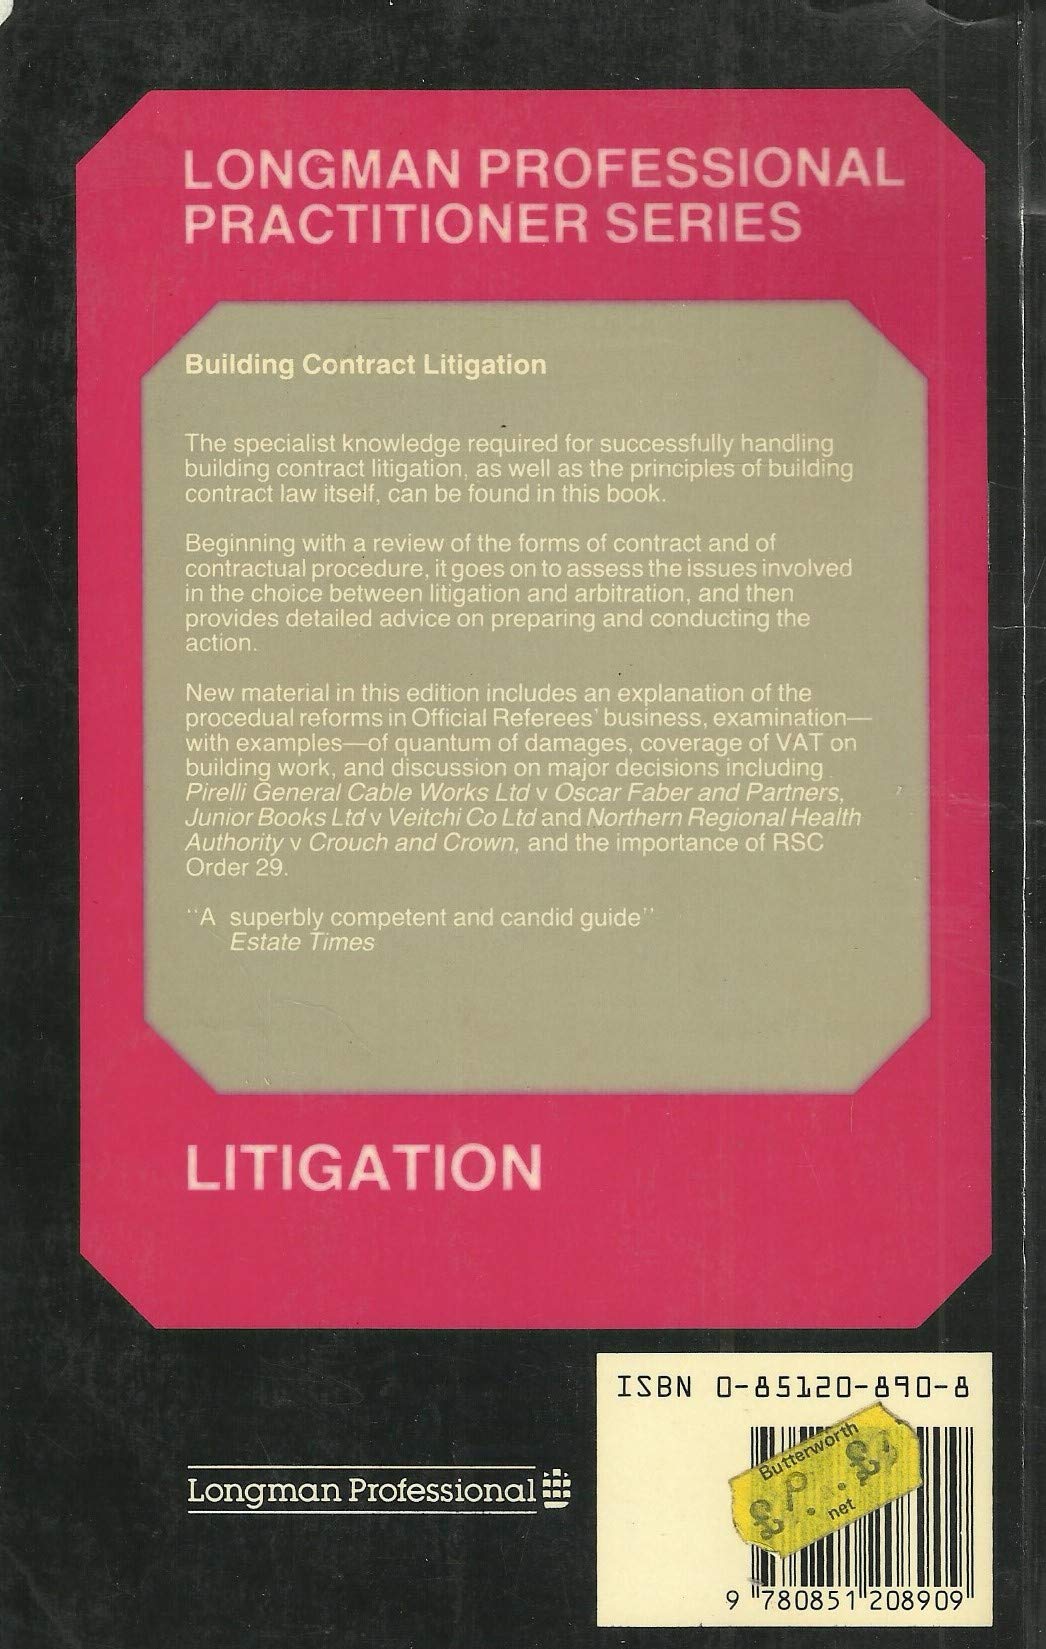 LONGMAN PROFESSIONAL
PRACTITIONER SERIES
Building Contract Litigation
The specialist knowledge required for successfully handling
building contract litigation, as well as the principles of building
contract law itself, can be found in this book.
Beginning with a review of the forms of contract and of
contractual procedure, it goes on to assess the issues involved
in the choice between litigation and arbitration, and then
provides detailed advice on preparing and conducting the
action.
New material in this edition includes an explanation of the
procedual reforms in Official Referees' business, examination—
with examples—of quantum of damages, coverage of VAT on
building work, and discussion on major decisions including
Pirelli General Cable Works Ltd v Oscar Faber and Partners,
Junior Books Ltd v Veitchi Co Ltd and Northern Regional Health
Authority v Crouch and Crown, and the importance of RSC
Order 29.
"A superbly competent and candid guide"
Estate Times
LITIGATION
Longman Professional
ISBN 0-85120-890-8
Butterworth
£P...£
net
9 780851 208909